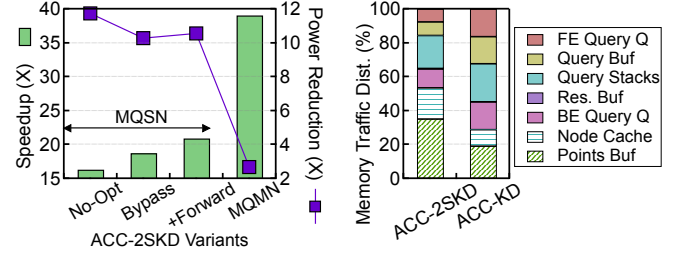 Speedup (X)
40
35
30
25
20
15
MQSN
12
10
8
6
4
2
Power Reduction (X)
No-Opt
Bypass
+Forward
MQMN
ACC-2SKD Variants
Memory Traffic Dist. (%)
100
80
60
40
20
0
ACC-2SKD
ACC-KD
FE Query Q
Query Buf
Query Stacks
Res. Buf
BE Query Q
Node Cache
Points Buf